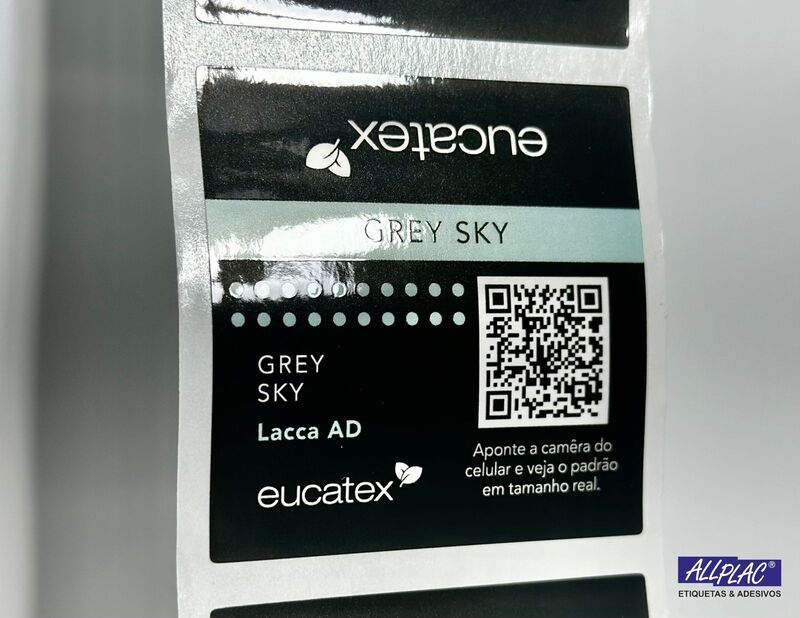 eucatex
GREY SKY
GREY
SKY
Lacca AD
eucatex
Aponte a camêra do
celular e veja o padrão
em tamanho real.
ALLPLAC®
ETIQUETAS & ADESIVOS